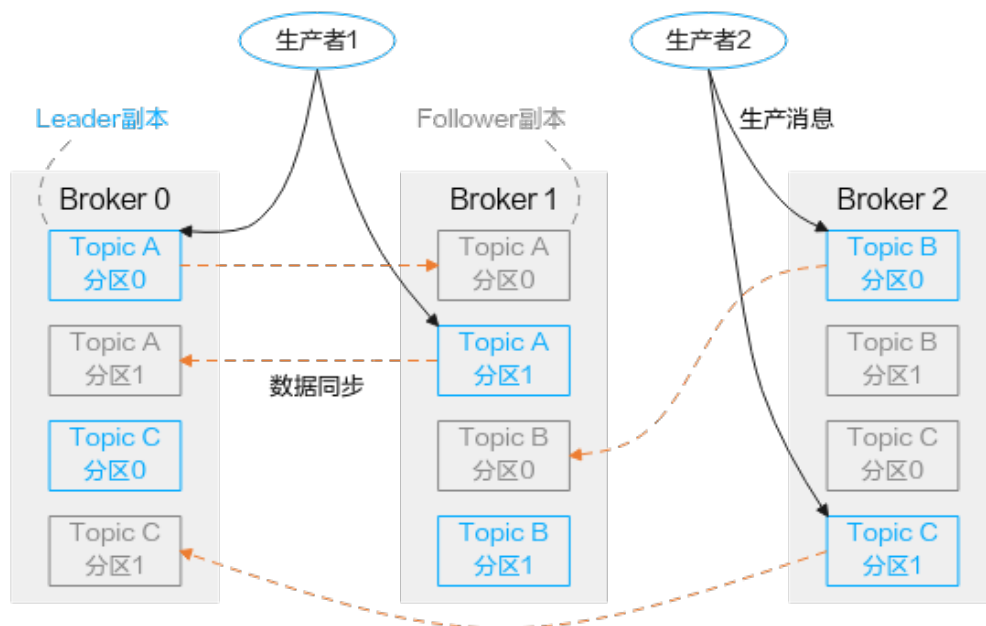 生产者1
生产者2
Leader副本
Follower副本
生产消息
Broker 0
Topic A
分区0
Topic A
分区1
Topic C
分区0
Topic C
分区1
数据同步
Broker 1
Topic A
分区0
Topic A
分区1
Topic B
分区0
Topic B
分区1
Broker 2
Topic B
分区0
Topic B
分区1
Topic C
分区0
Topic C
分区1